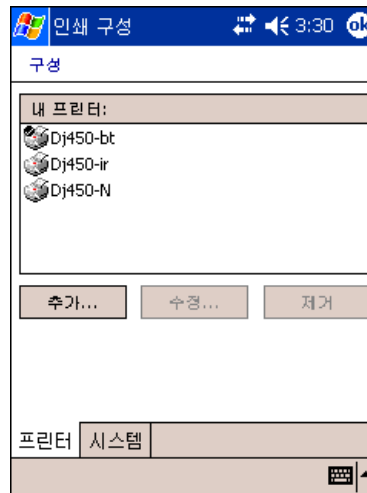 인쇄 구성 3:30 ok
구성
내 프린터:
Dj450-bt
Dj450-ir
Dj450-N
추가... 수정... 제거
프린터 시스템